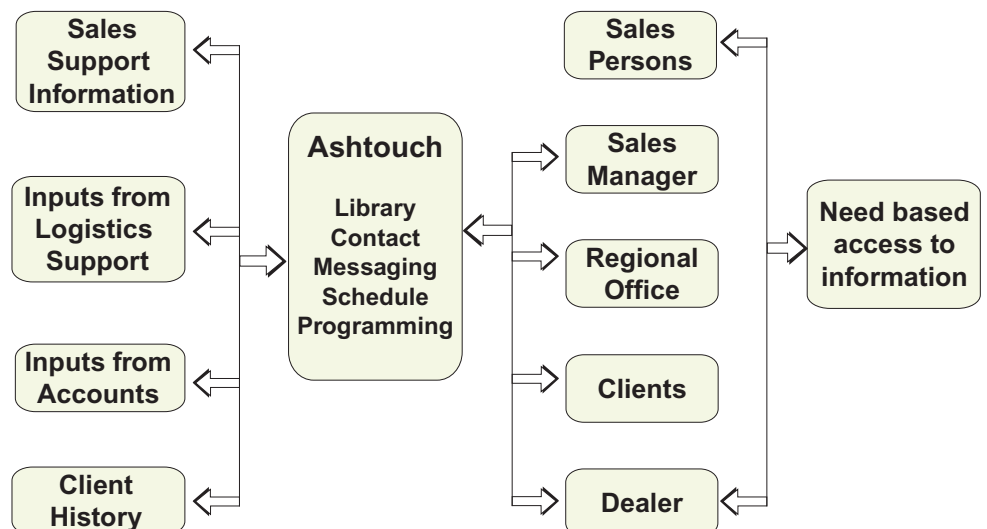 Sales
Support
Information
Inputs from
Logistics
Support
Inputs from
Accounts
Client
History
Ashtouch
Library
Contact
Messaging
Schedule
Programming
Sales
Persons
Sales
Manager
Regional
Office
Clients
Dealer
Need based
access to
information